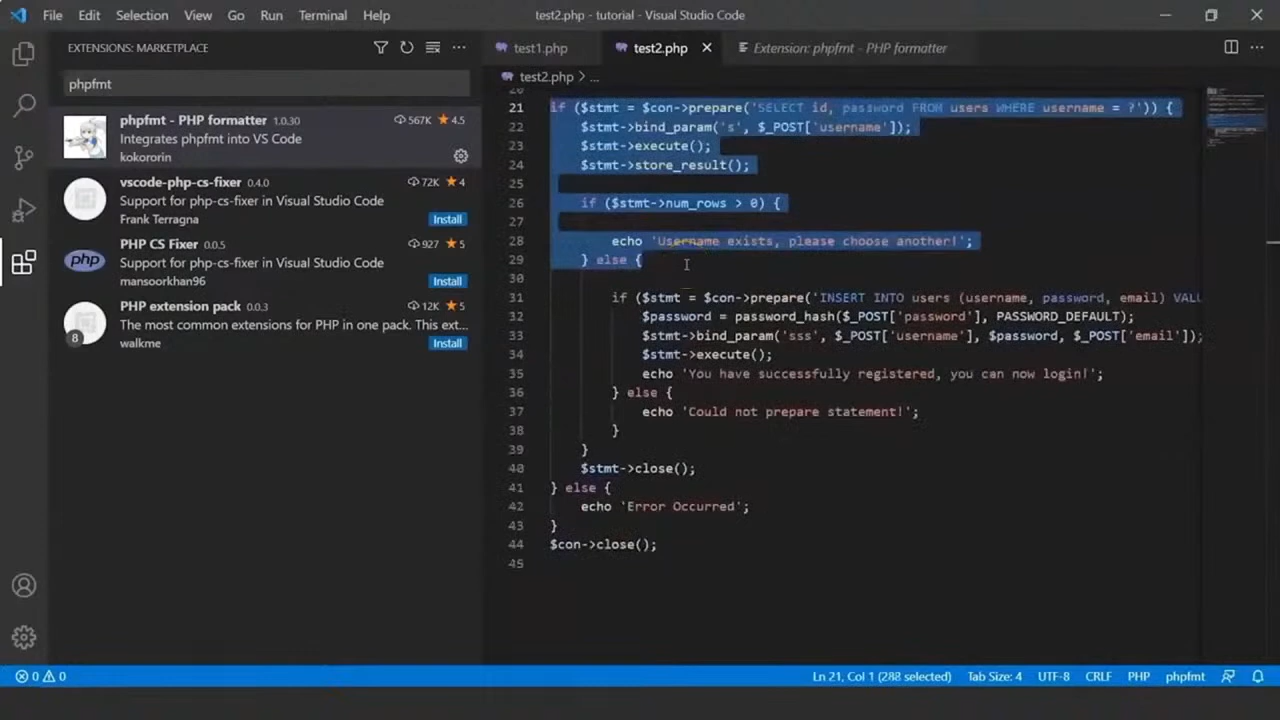 File Edit Selection View Go Run Terminal Help test2.php - tutorial - Visual Studio Code
EXTENSIONS: MARKETPLACE
phpfmt
phpfmt - PHP formatter 1.0.30 567K 4.5
Integrates phpfmt into VS Code
kokororin
vscode-php-cs-fixer 0.4.0 72K 4
Support for php-cs-fixer in Visual Studio Code
Frank Terragna Install
PHP CS Fixer 0.0.5 927 5
php
Support for php-cs-fixer in Visual Studio Code
mansoorkhan96 Install
PHP extension pack 0.0.3 12K 5
The most common extensions for PHP in one pack. This ext...
8
walkme Install
test1.php test2.php Extension: phpfmt - PHP formatter
test2.php > ...
20
21 if ($stmt = $con->prepare('SELECT id, password FROM users WHERE username = ?')) {
22 $stmt->bind_param('s', $_POST['username']);
23 $stmt->execute();
24 $stmt->store_result();
25
26 if ($stmt->num_rows > 0) {
27
28 echo 'Username exists, please choose another!';
29 } else {
30
31 if ($stmt = $con->prepare('INSERT INTO users (username, password, email) VALU
32 $password = password_hash($_POST['password'], PASSWORD_DEFAULT);
33 $stmt->bind_param('sss', $_POST['username'], $password, $_POST['email']);
34 $stmt->execute();
35 echo 'You have successfully registered, you can now login!';
36 } else {
37 echo 'Could not prepare statement!';
38 }
39 }
40 $stmt->close();
41 } else {
42 echo 'Error Occurred';
43 }
44 $con->close();
45
0 0 Ln 21, Col 1 (288 selected) Tab Size: 4 UTF-8 CRLF PHP phpfmt